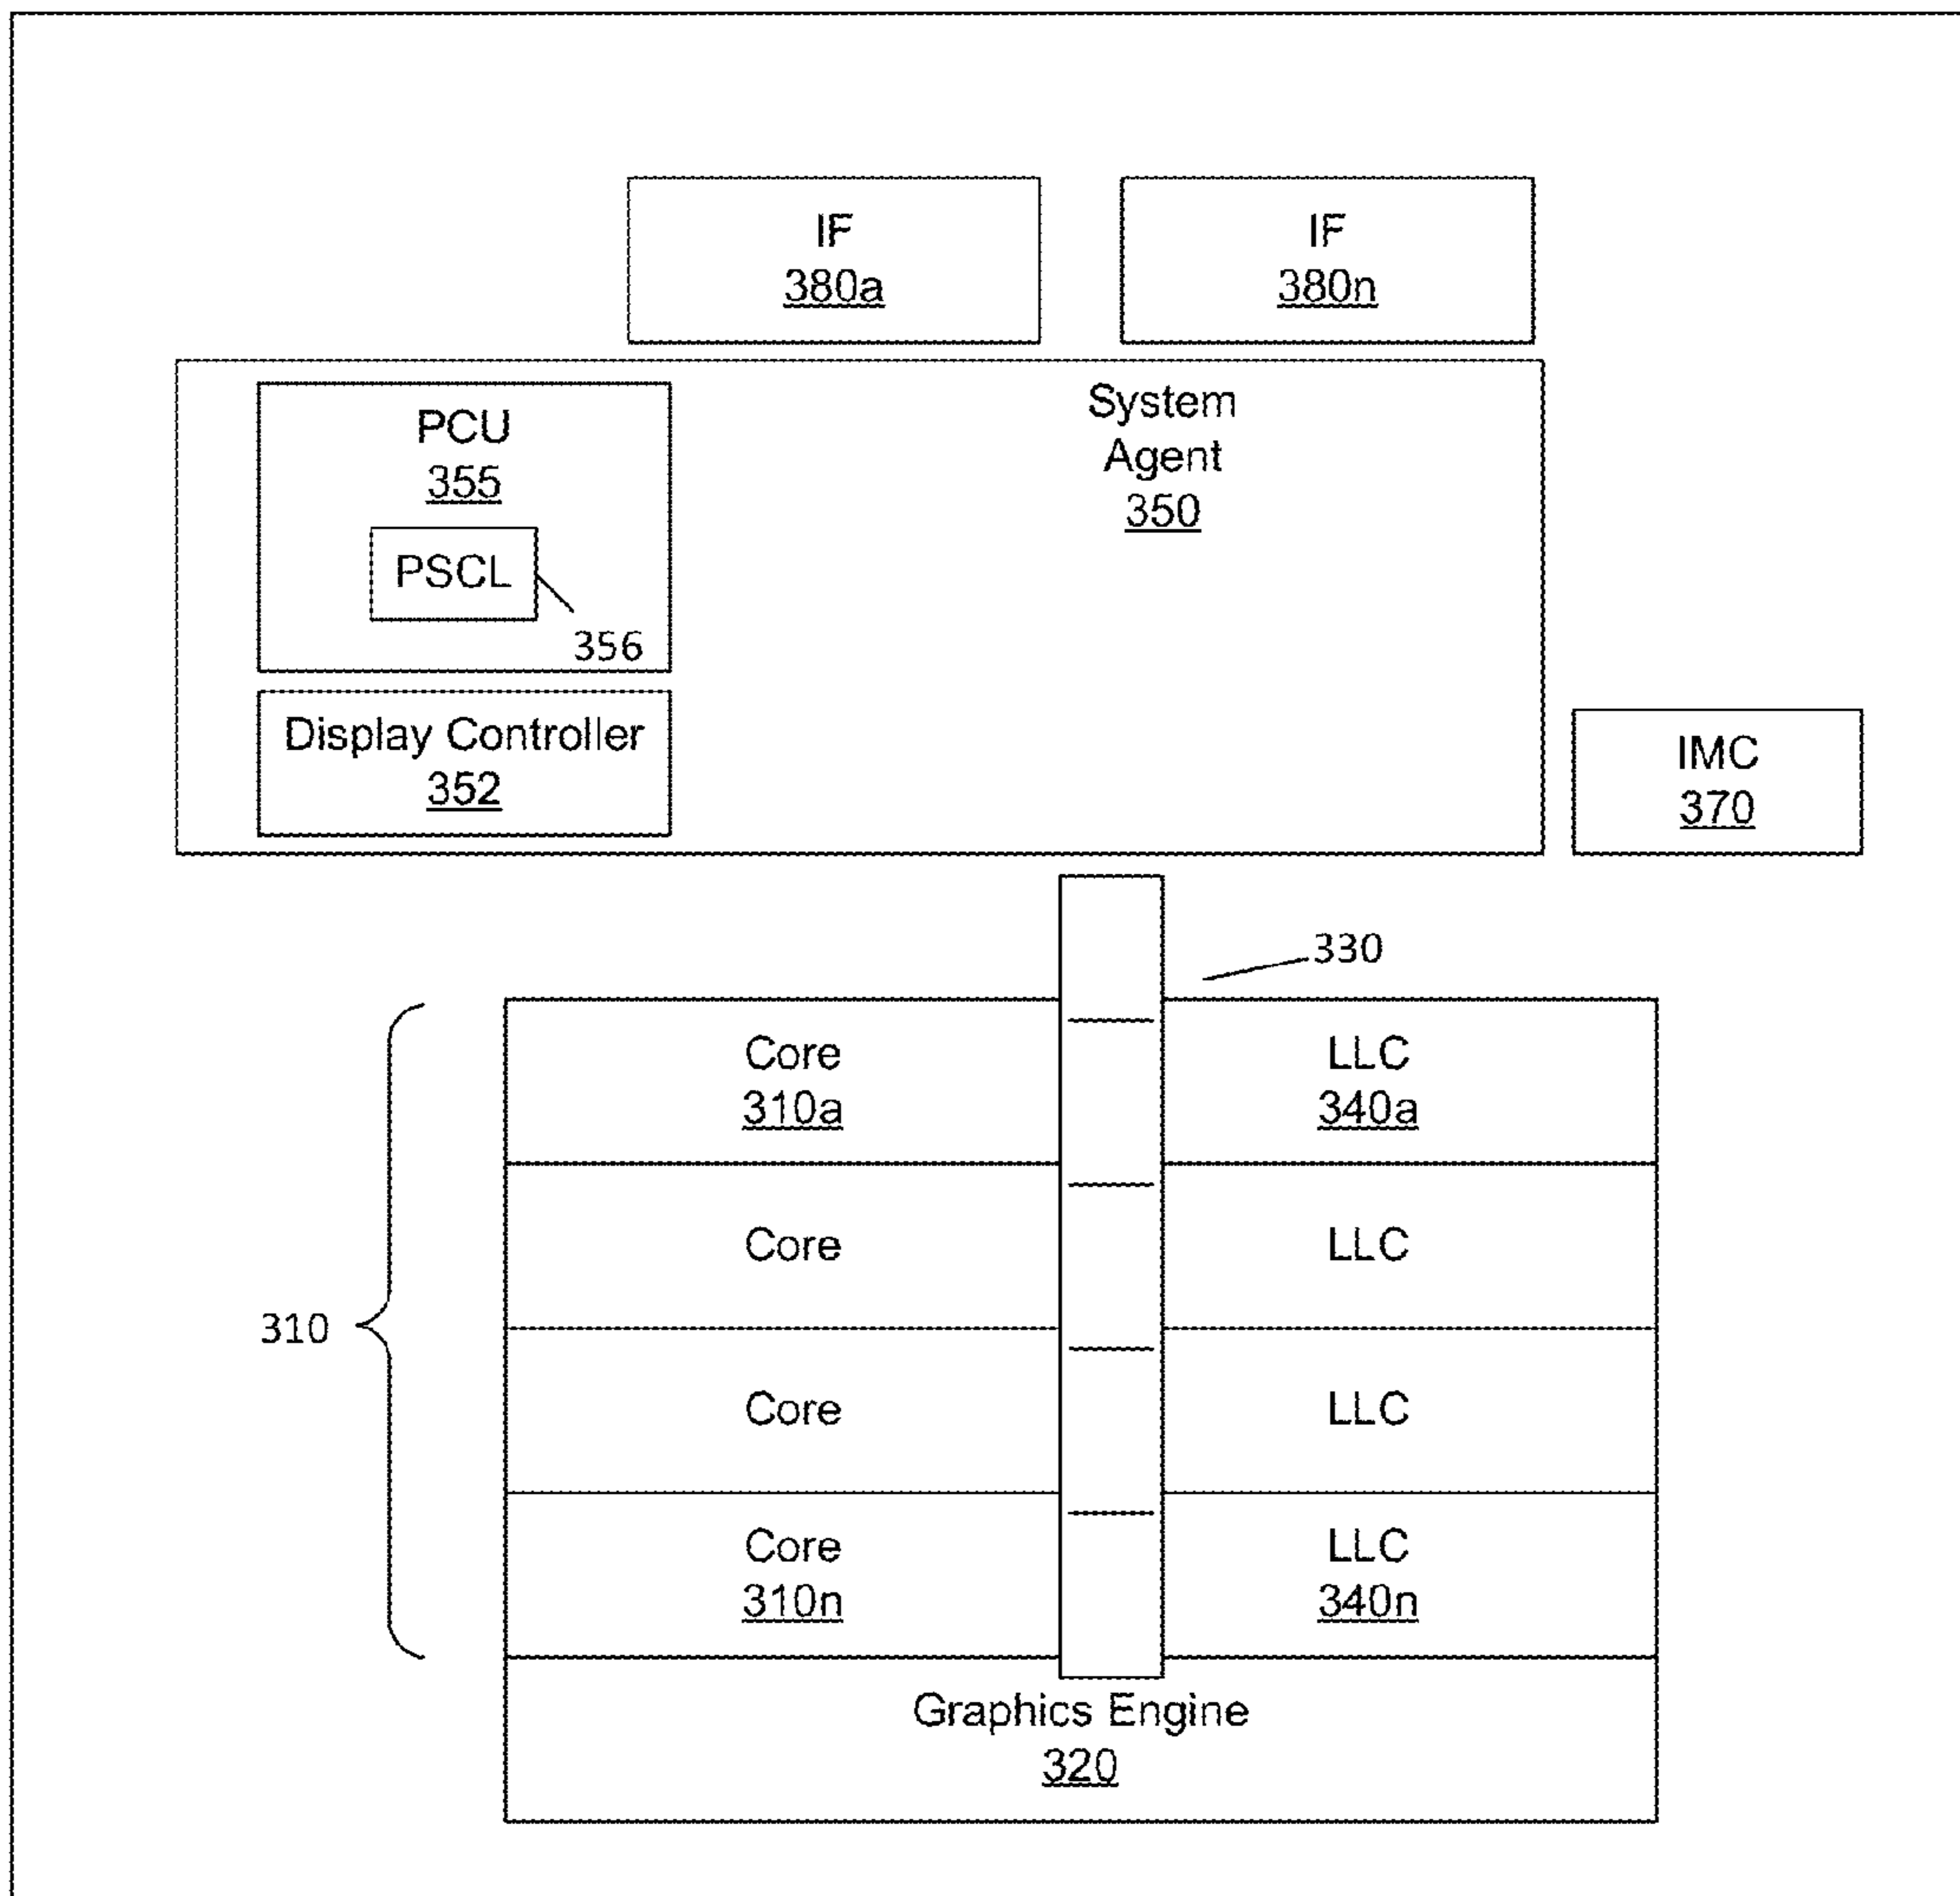 IF
380a
IF
380n
PCU
355
PSCL
356
System
Agent
350
Display Controller
352
IMC
370
330
310
Core
310a
LLC
340a
Core
LLC
Core
LLC
Core
310n
LLC
340n
Graphics Engine
320